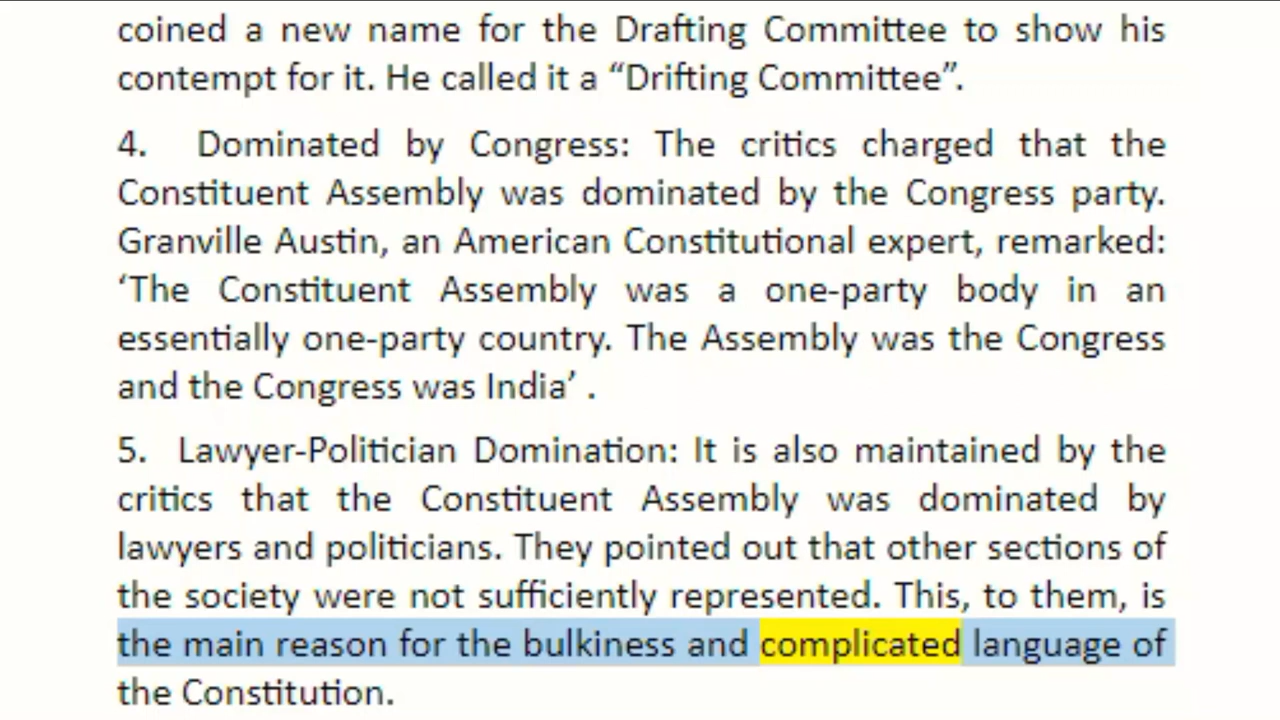 coined a new name for the Drafting Committee to show his
contempt for it. He called it a “Drifting Committee”.
4. Dominated by Congress: The critics charged that the
Constituent Assembly was dominated by the Congress party.
Granville Austin, an American Constitutional expert, remarked:
‘The Constituent Assembly was a one-party body in an
essentially one-party country. The Assembly was the Congress
and the Congress was India’ .
5. Lawyer-Politician Domination: It is also maintained by the
critics that the Constituent Assembly was dominated by
lawyers and politicians. They pointed out that other sections of
the society were not sufficiently represented. This, to them, is
the main reason for the bulkiness and complicated language of
the Constitution.